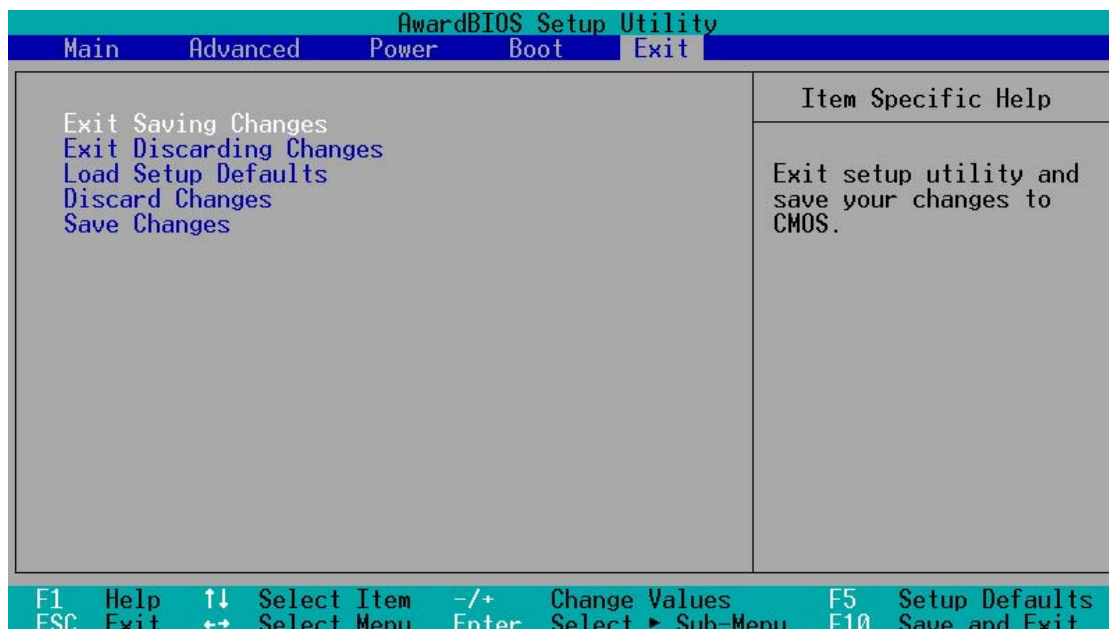 AwardBIOS Setup Utility
Main Advanced Power Boot Exit
Exit Saving Changes
Exit Discarding Changes
Load Setup Defaults
Discard Changes
Save Changes
Item Specific Help
Exit setup utility and
save your changes to
CMOS.
F1 Help ↑↓ Select Item -/+ Change Values F5 Setup Defaults
ESC Exit ←→ Select Menu Enter Select ► Sub-Menu F10 Save and Exit